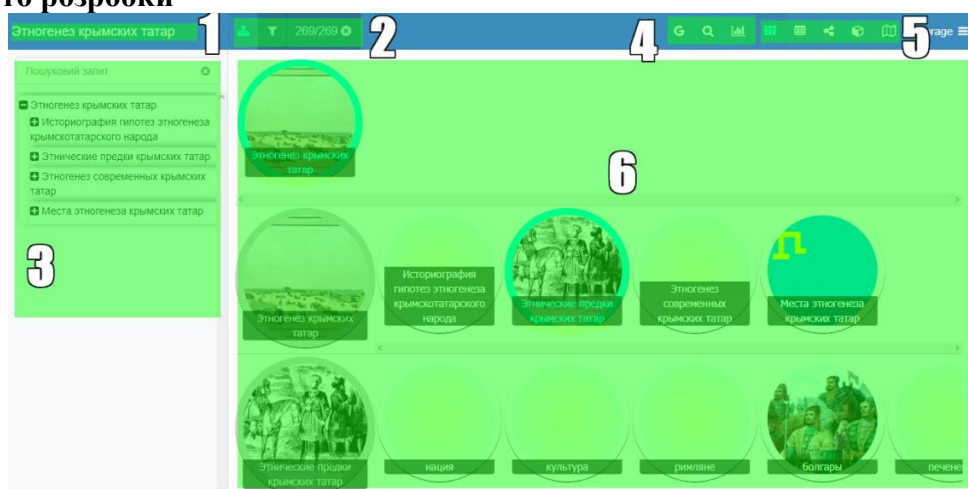 го розробки
Этногенез крымских татар
1
269/269
2
4
5
rage
Пошуковий запит
Этногенез крымских татар
Историография гипотез этногенеза
крымскотатарского народа
Этнические предки крымских татар
Этногенез современных крымских
татар
Места этногенеза крымских татар
3
Этногенез крымских
татар
6
Этногенез крымских
татар
Историография
гипотез этногенеза
крымскотатарского
народа
Этнические предки
крымских татар
Этногенез
современных
крымских татар
Места этногенеза
крымских татар
Этнические предки
крымских татар
нация
культура
римляне
болгары
печене